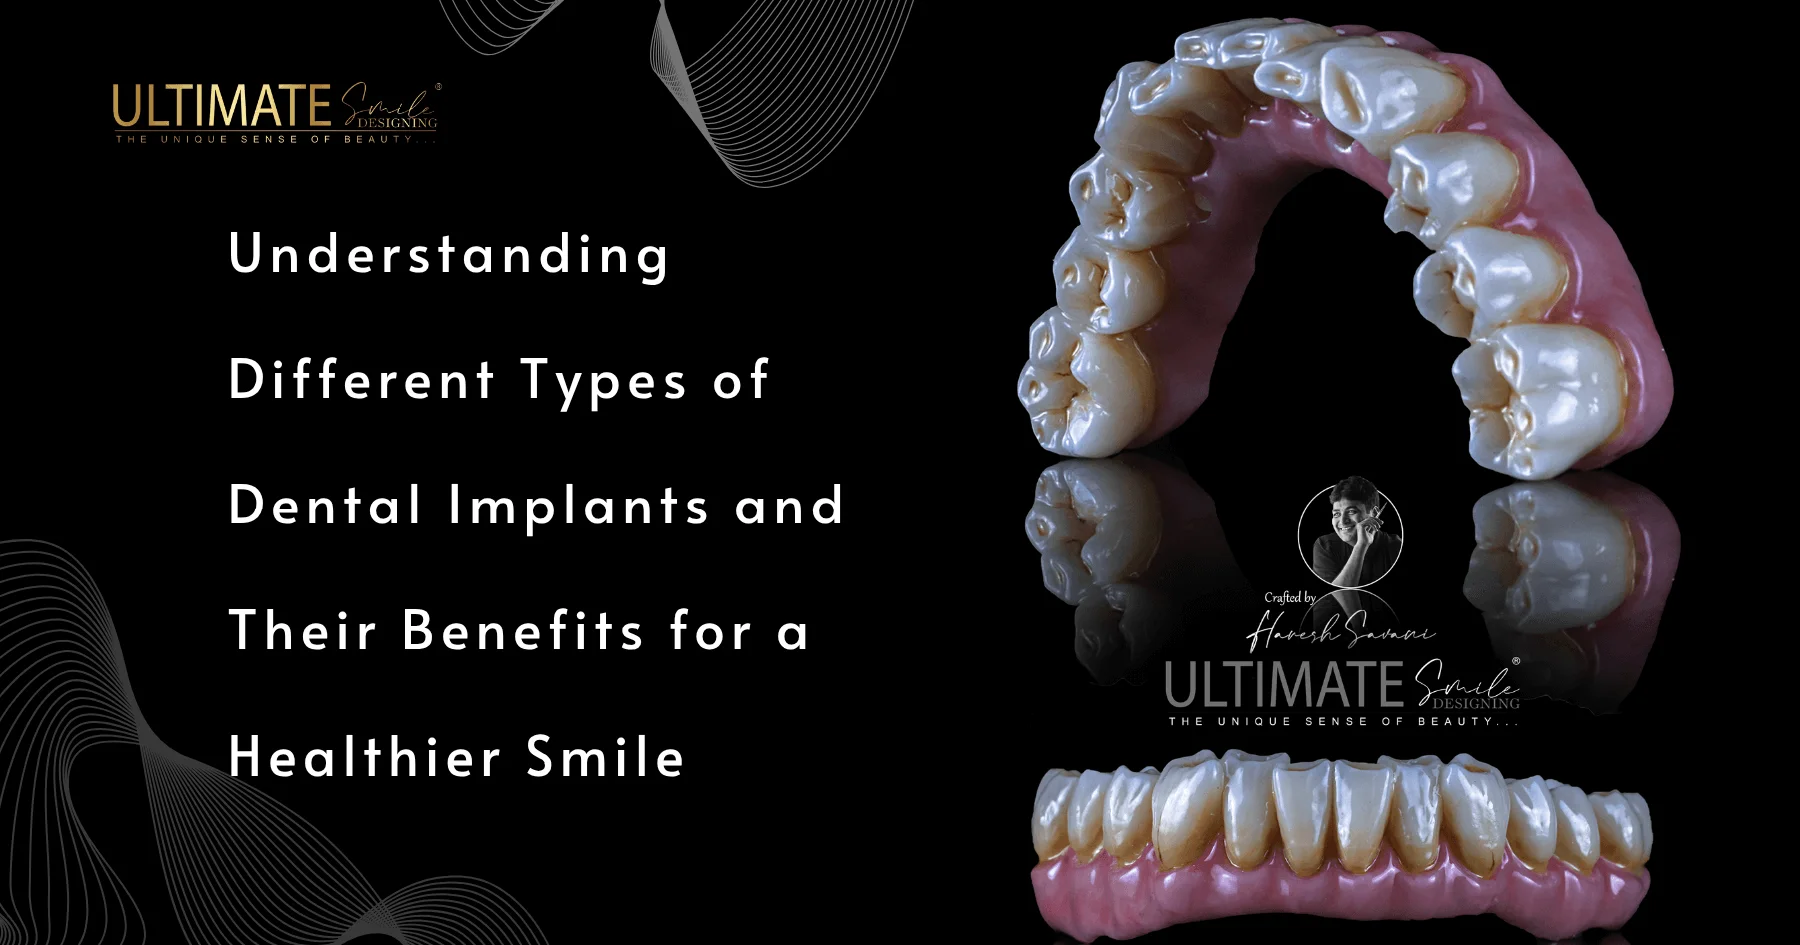 ULTIMATE Smile ®
DESIGNING
THE UNIQUE SENSE OF BEAUTY...
Understanding
Different Types of
Dental Implants and
Their Benefits for a
Healthier Smile
Crafted by
Haresh Savani
ULTIMATE Smile ®
DESIGNING
THE UNIQUE SENSE OF BEAUTY...